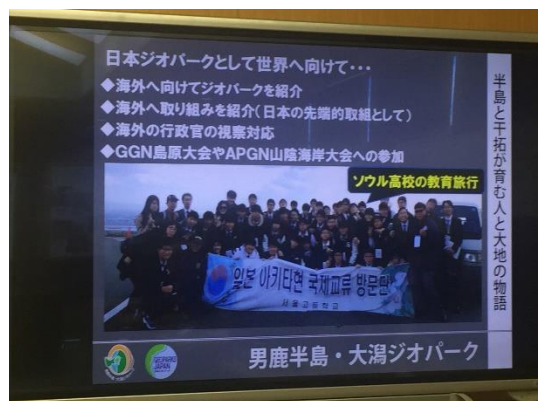 日本ジオパークとして世界へ向けて・・・
◆海外へ向けてジオパークを紹介
◆海外へ取り組みを紹介(日本の先端的取組として)
◆海外の行政官の視察対応
◆GGN島原大会やAPGN山陰海岸大会への参加
ソウル高校の教育旅行
일본 아키타현 국제교류 방문단
서울고등학교
半島と干拓が育む人と大地の物語
GEOPARKS
JAPAN
男鹿半島・大潟ジオパーク